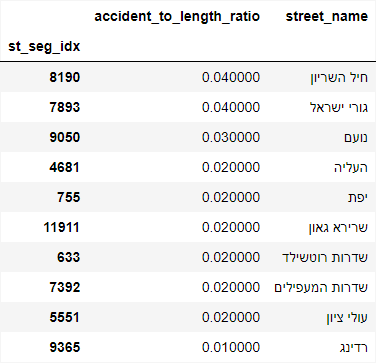 accident_to_length_ratio street_name
st_seg_idx
8190 0.040000 חיל השריון
7893 0.040000 גורי ישראל
9050 0.030000 נועם
4681 0.020000 העליה
755 0.020000 יפת
11911 0.020000 שרירא גאון
633 0.020000 שדרות רוטשילד
7392 0.020000 שדרות המעפילים
5551 0.020000 עולי ציון
9365 0.010000 רדינג